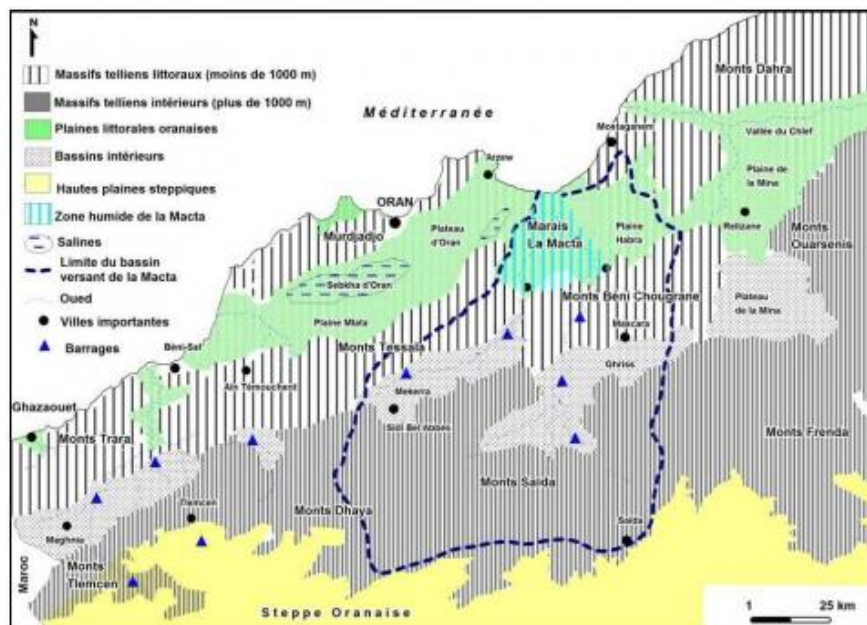 N
Massifs telliens littoraux (moins de 1000 m)
Massifs telliens intérieurs (plus de 1000 m)
Plaines littorales oranaises
Bassins intérieurs
Hautes plaines steppiques
Zone humide de la Macta
Salines
Limite du bassin
versant de la Macta
Oued
Villes importantes
Barrages
Méditerranée
Monts Dahra
Mostaganem
Vallée du Chlef
Arzew
Plaine de
la Mina
ORAN
Murdjadjo
Plateau
d'Oran
Marais
La Macta
Plaine
Habra
Relizane
Monts
Ouarsenis
Sebkha d'Oran
Monts Beni Chougrane
Plateau
de la Mina
Plaine Mlata
Mascara
Béni-Saf
Monts Tessala
Ghriss
Aïn Témouchent
Mekerra
Ghazaouet
Sidi Bel Abbes
Monts Trara
Monts Frenda
Monts Saïda
Tlemcen
Monts Dhaya
Maghnia
Saïda
Maroc
Monts
Tlemcen
Steppe Oranaise
1 25 km